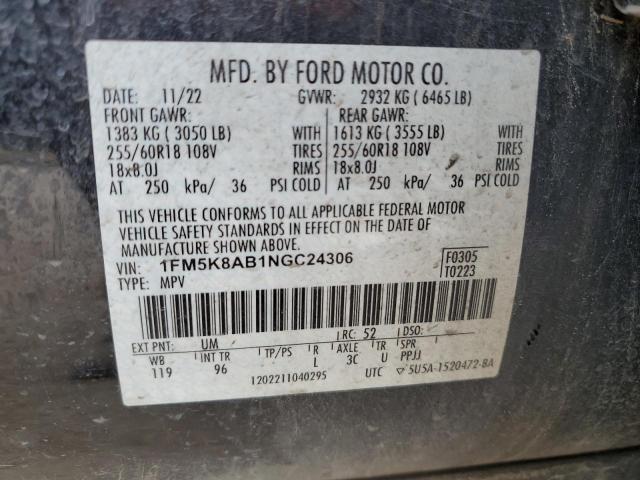 MFD. BY FORD MOTOR CO.
DATE: 11/22 GVWR: 2932 KG ( 6465 LB)
FRONT GAWR: REAR GAWR:
1383 KG ( 3050 LB) WITH 1613 KG ( 3555 LB) WITH
255/60R18 108V TIRES 255/60R18 108V TIRES
18x8.0J RIMS 18x8.0J RIMS
AT 250 kPa/ 36 PSI COLD AT 250 kPa/ 36 PSI COLD
THIS VEHICLE CONFORMS TO ALL APPLICABLE FEDERAL MOTOR
VEHICLE SAFETY STANDARDS IN EFFECT ON THE DATE OF
MANUFACTURE SHOWN ABOVE.
VIN: 1FM5K8AB1NGC24306 F0305
TYPE: MPV T0223
EXT PNT: UM RC: 52 DSO:
WB INT TR TP/PS R AXLE TR SPR
119 96 L 3C U PPJJ
1202211040295 UTC ▽5U5A-1520472-BA